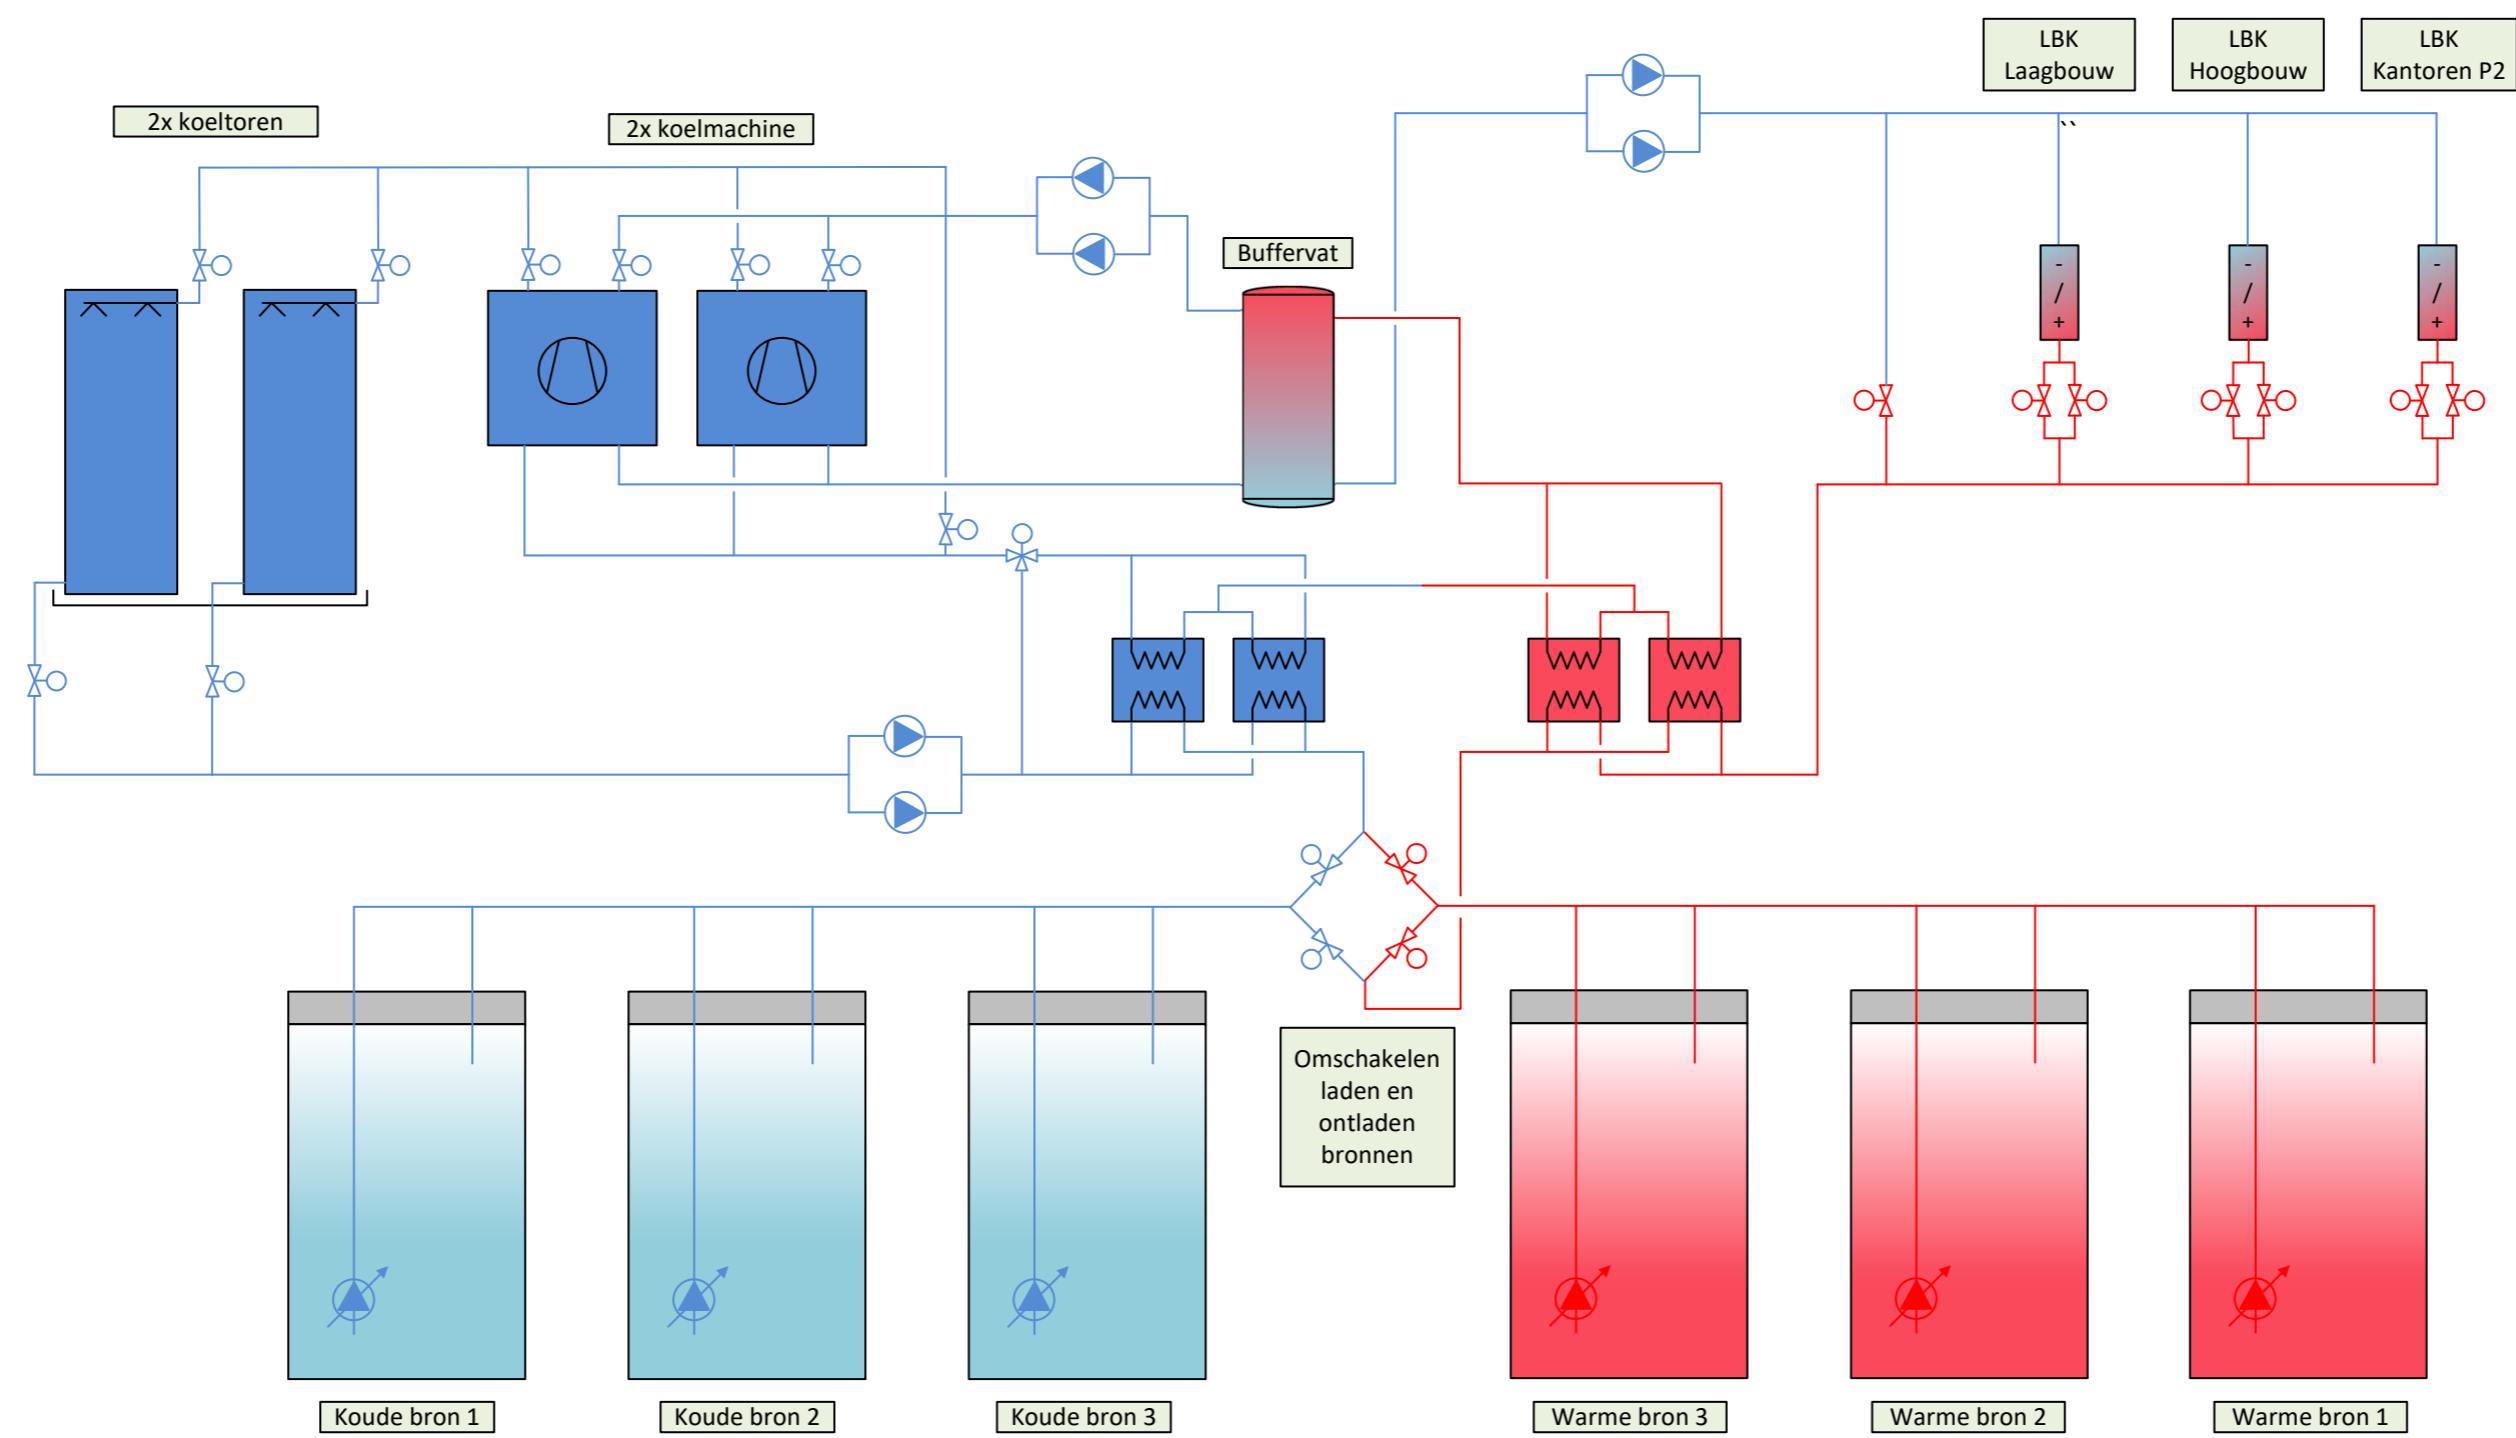 LBK
Laagbouw
LBK
Hoogbouw
LBK
Kantoren P2
2x koeltoren
2x koelmachine
``
Buffervat
-
/
+
-
/
+
-
/
+
Omschakelen
laden en
ontladen
bronnen
Koude bron 1
Koude bron 2
Koude bron 3
Warme bron 3
Warme bron 2
Warme bron 1